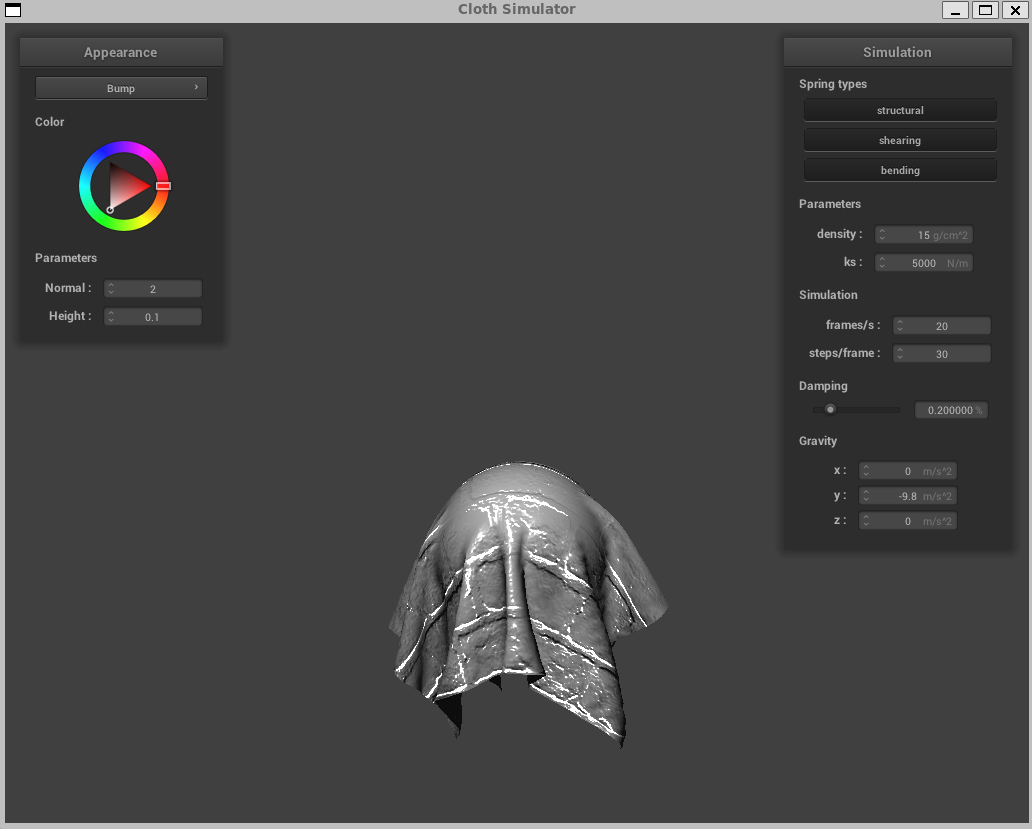 Cloth Simulator
Appearance
Bump
Color
Parameters
Normal : 2
Height : 0.1
Simulation
Spring types
structural
shearing
bending
Parameters
density : 15 g/cm^2
ks : 5000 N/m
Simulation
frames/s : 20
steps/frame : 30
Damping
0.200000 %
Gravity
x : 0 m/s^2
y : -9.8 m/s^2
z : 0 m/s^2